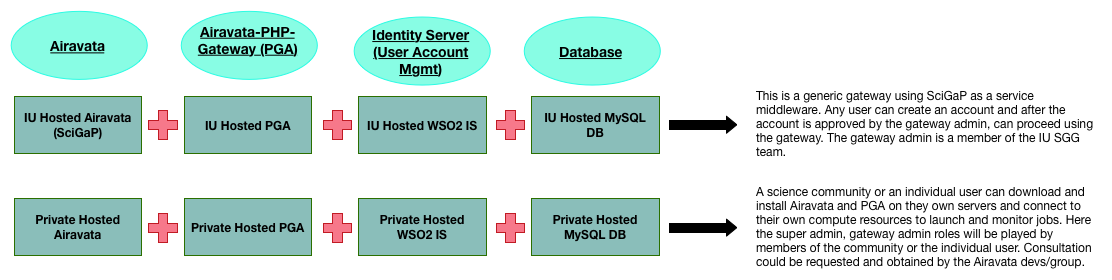 Airavata
Airavata-PHP-
Gateway (PGA)
Identity Server
(User Account
Mgmt)
Database
IU Hosted Airavata
(SciGaP)
IU Hosted PGA
IU Hosted WSO2 IS
IU Hosted MySQL
DB
This is a generic gateway using SciGaP as a service
middleware. Any user can create an account and after the
account is approved by the gateway admin, can proceed using
the gateway. The gateway admin is a member of the IU SGG
team.
Private Hosted
Airavata
Private Hosted PGA
Private Hosted
WSO2 IS
Private Hosted
MySQL DB
A science community or an individual user can download and
install Airavata and PGA on they own servers and connect to
their own compute resources to launch and monitor jobs. Here
the super admin, gateway admin roles will be played by
members of the community or the individual user. Consultation
could be requested and obtained by the Airavata devs/group.